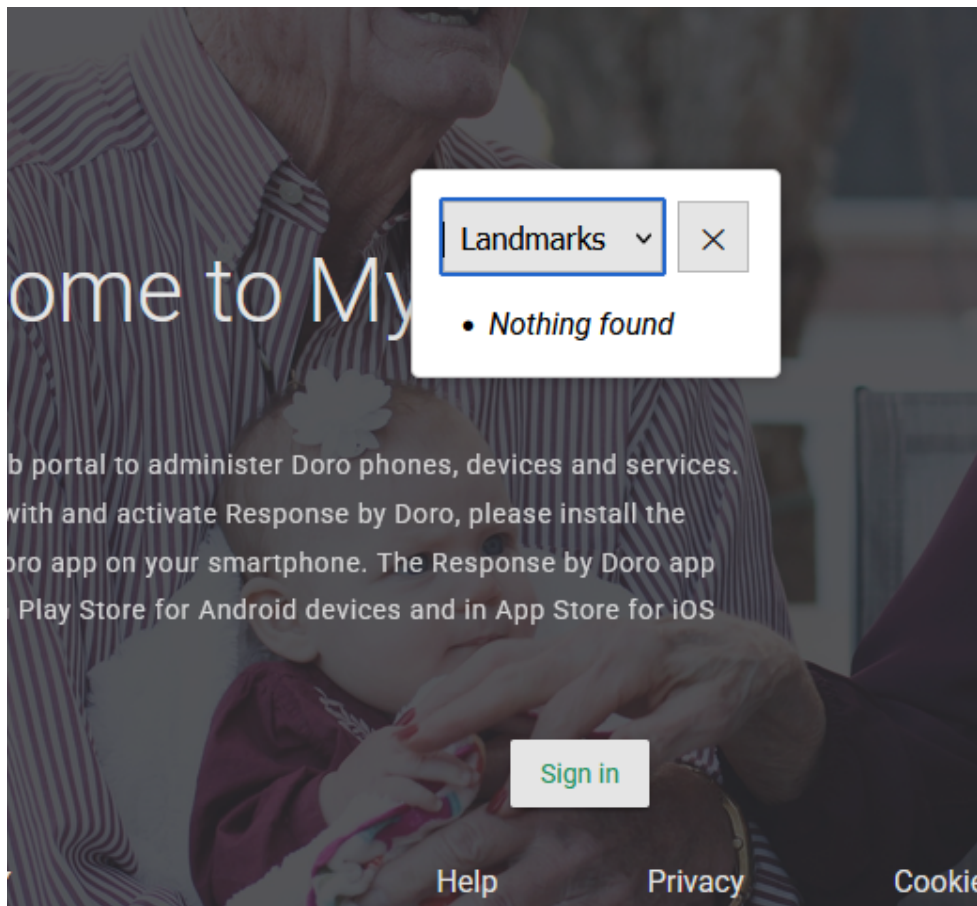 Landmarks
×
ome to My
• Nothing found
b portal to administer Doro phones, devices and services.
with and activate Response by Doro, please install the
oro app on your smartphone. The Response by Doro app
Play Store for Android devices and in App Store for iOS
Sign in
Help Privacy Cookie